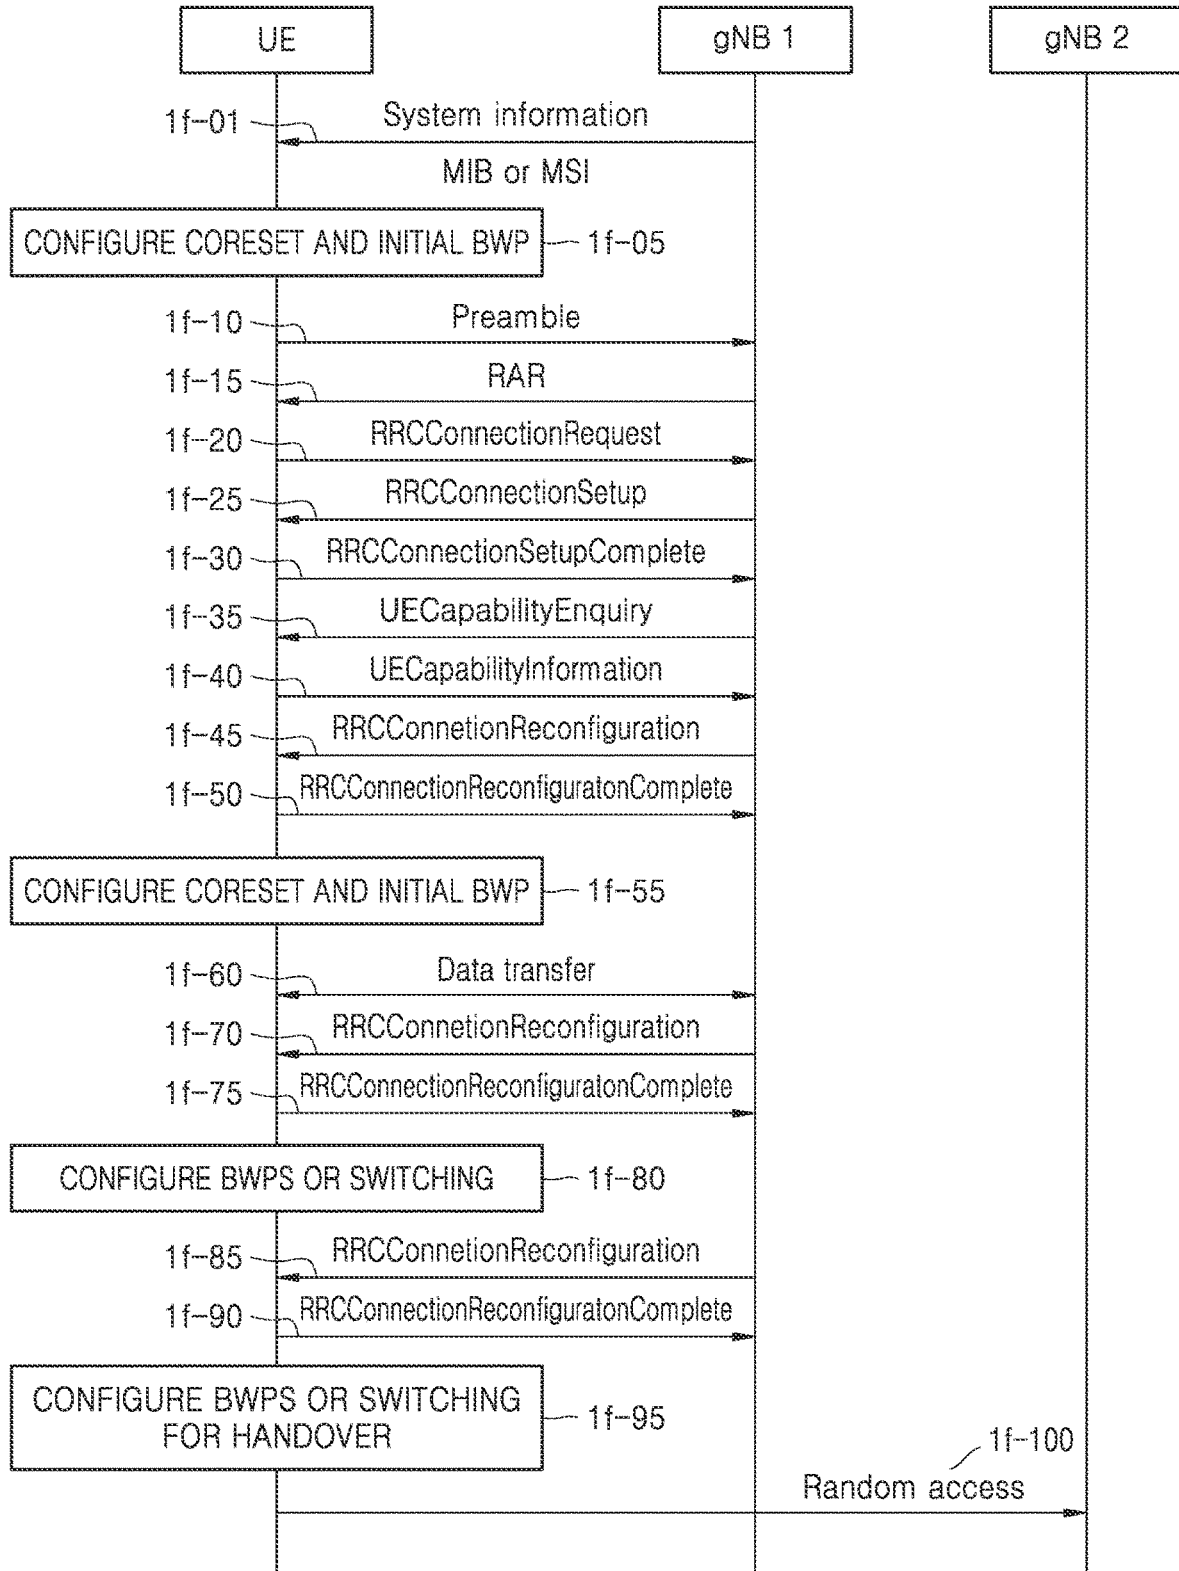 UE
gNB 1
gNB 2
System information
1f-01
MIB or MSI
CONFIGURE CORESET AND INITIAL BWP
1f-05
Preamble
1f-10
RAR
1f-15
RRCConnectionRequest
1f-20
RRCConnectionSetup
1f-25
RRCConnectionSetupComplete
1f-30
UECapabilityEnquiry
1f-35
UECapabilityInformation
1f-40
RRCConnetionReconfiguration
1f-45
RRCConnectionReconfiguratonComplete
1f-50
CONFIGURE CORESET AND INITIAL BWP
1f-55
Data transfer
1f-60
RRCConnetionReconfiguration
1f-70
RRCConnectionReconfiguratonComplete
1f-75
CONFIGURE BWPS OR SWITCHING
1f-80
RRCConnetionReconfiguration
1f-85
RRCConnectionReconfiguratonComplete
1f-90
CONFIGURE BWPS OR SWITCHING
FOR HANDOVER
1f-95
1f-100
Random access